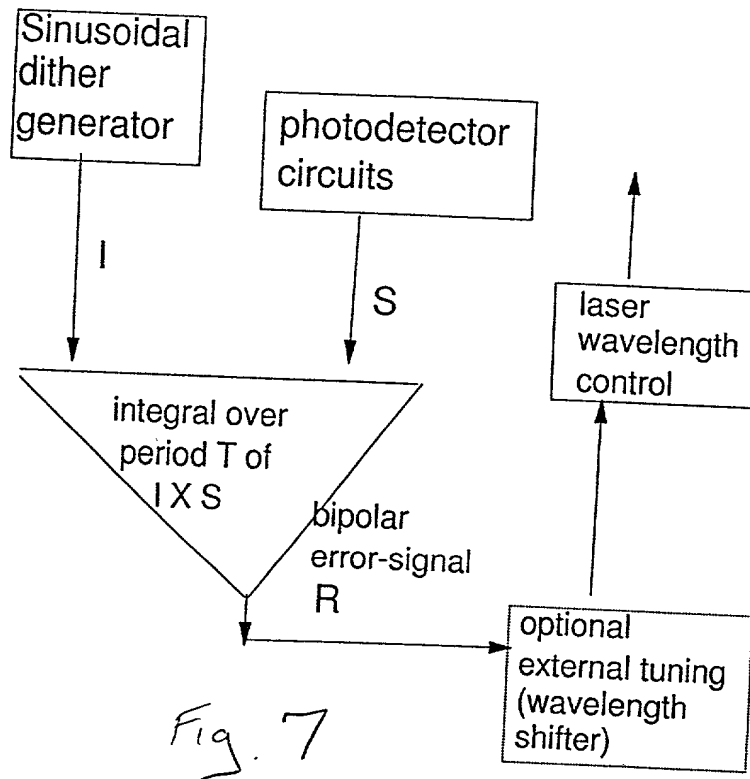 Sinusoidal
dither
generator
photodetector
circuits
I
S
laser
wavelength
control
integral over
period T of
I X S
bipolar
error-signal
R
optional
external tuning
(wavelength
shifter)
Fig. 7